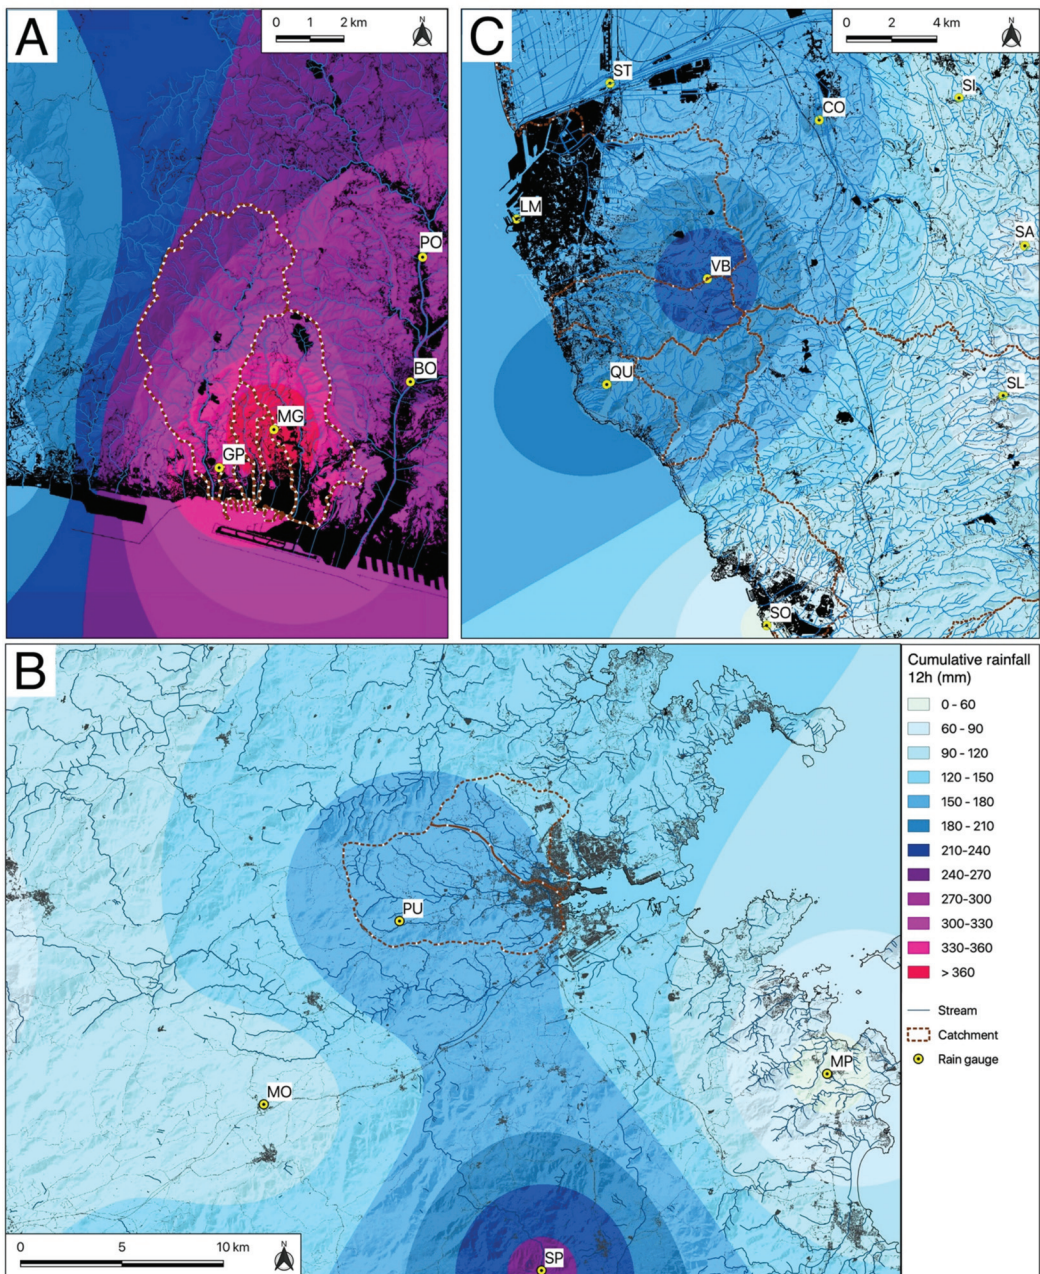 A
0 1 2 km
N
PO
BO
MG
GP
C
0 2 4 km
N
ST
SI
CO
LM
SA
VB
QU
SL
SO
B
PU
MO
MP
SP
0 5 10 km
N
Cumulative rainfall
12h (mm)
0 - 60
60 - 90
90 - 120
120 - 150
150 - 180
180 - 210
210-240
240-270
270-300
300-330
330-360
> 360
Stream
Catchment
Rain gauge